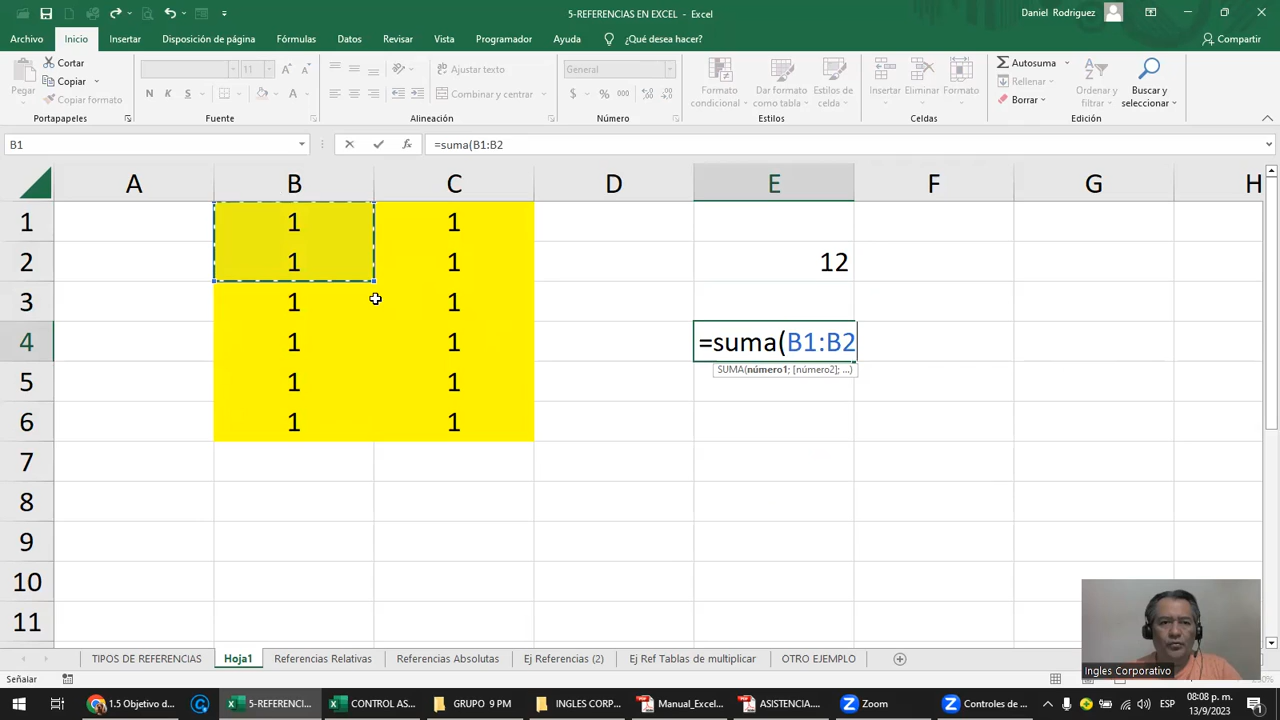 5-REFERENCIAS EN EXCEL - Excel
Daniel Rodriguez
Archivo Inicio Insertar Disposición de página Fórmulas Datos Revisar Vista Programador Ayuda ¿Qué desea hacer? Compartir
Pegar
Cortar
Copiar
Copiar formato
Portapapeles
11
N K S
Fuente
Ajustar texto
Combinar y centrar
Alineación
General
$ % 000
Número
Formato condicional
Dar formato como tabla
Estilos de celda
Estilos
Insertar Eliminar Formato
Celdas
Autosuma
Rellenar
Borrar
Ordenar y filtrar
Buscar y seleccionar
Edición
B1 fx =suma(B1:B2
A B C D E F G H
1 1 1
2 1 1 12
3 1 1
4 1 1 =suma(B1:B2
SUMA(número1; [número2]; ...)
5 1 1
6 1 1
7
8
9
10
11
Ingles Corporativo
TIPOS DE REFERENCIAS Hoja1 Referencias Relativas Referencias Absolutas Ej Referencias (2) Ej Ref Tablas de multiplicar OTRO EJEMPLO
Señalar
1.5 Objetivo d... 5-REFERENCI... CONTROL AS... GRUPO 9 PM INGLES CORP... Manual_Exce... ASISTENCIA.... Zoom Controles de ... ESP 08:08 p. m.
13/9/2023